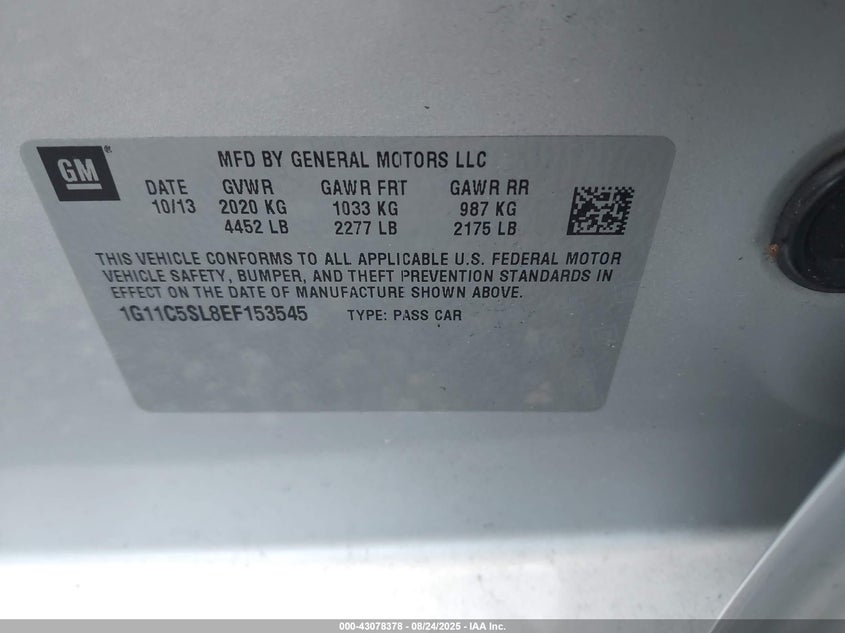 GM
MFD BY GENERAL MOTORS LLC
DATE GVWR GAWR FRT GAWR RR
10/13 2020 KG 1033 KG 987 KG
4452 LB 2277 LB 2175 LB
THIS VEHICLE CONFORMS TO ALL APPLICABLE U.S. FEDERAL MOTOR
VEHICLE SAFETY, BUMPER, AND THEFT PREVENTION STANDARDS IN
EFFECT ON THE DATE OF MANUFACTURE SHOWN ABOVE.
1G11C5SL8EF153545 TYPE: PASS CAR
000-43078378 - 08/24/2025 - IAA Inc.